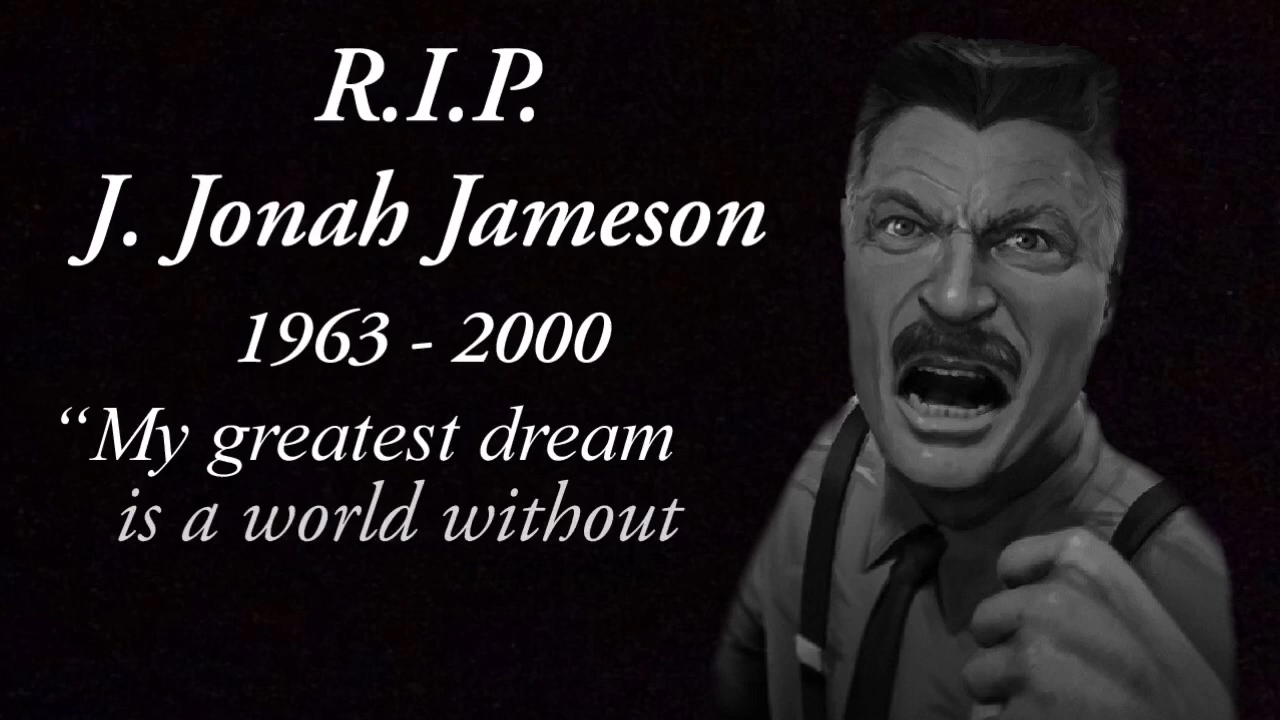 R.I.P.
J. Jonah Jameson
1963 - 2000
“My greatest dream
is a world without